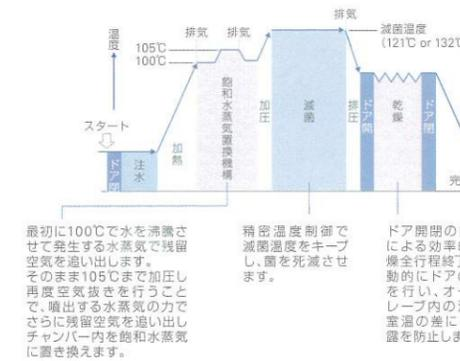 排気
排気 排気
滅菌温度
(121℃ or 132℃
温度
105℃
100℃
スタート
ドア閉
注水
加熱
飽和水蒸気置換機構
加圧
滅菌
排圧
ドア開
乾燥
ドア閉
完
最初に100℃で水を沸騰さ
せて発生する水蒸気で残留
空気を追い出します。
そのまま105℃まで加圧し
再度空気抜きを行うこと
で、噴出する水蒸気の力で
さらに残留空気を追い出し
チャンバー内を飽和水蒸気
に置き換えます。
精密温度制御で
滅菌温度をキープ
し、菌を死滅させ
ます。
ドア開閉の
による効率
燥全行程終
動的にドアの
を行い、オー
レーブ内の
室温の差に
露を防止しま